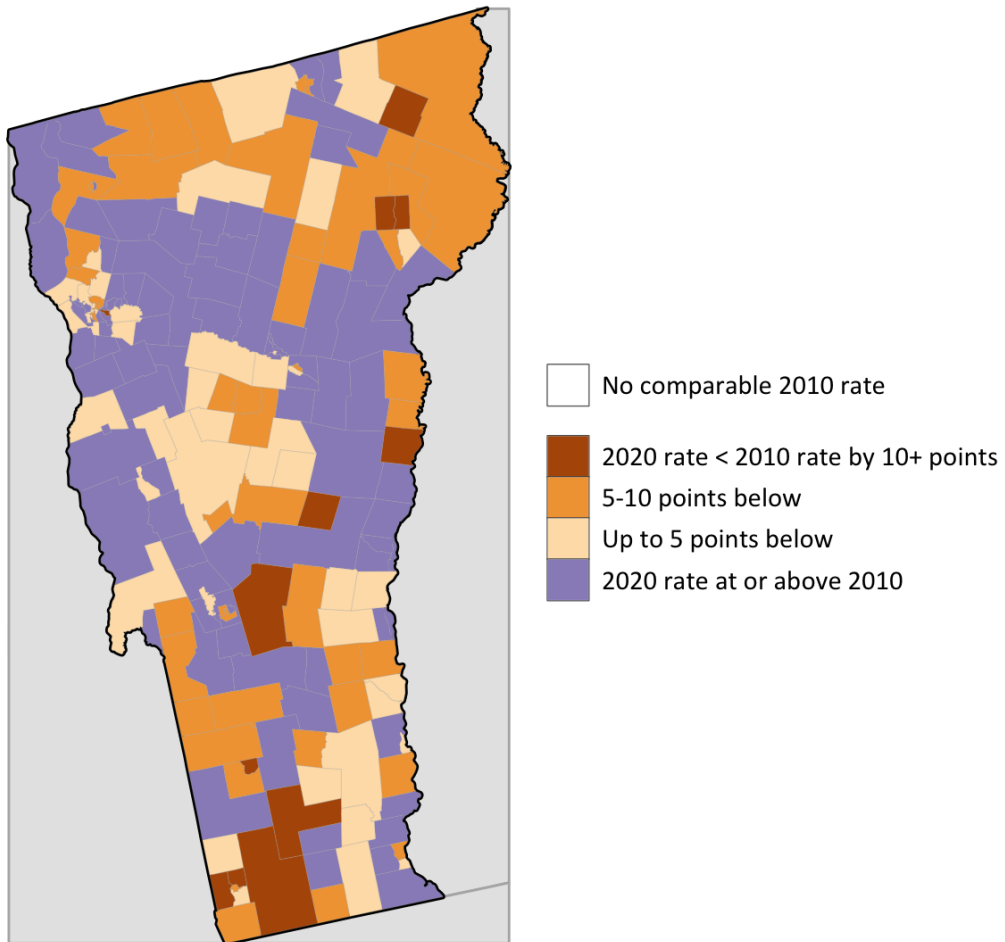 No comparable 2010 rate
2020 rate < 2010 rate by 10+ points
5-10 points below
Up to 5 points below
2020 rate at or above 2010